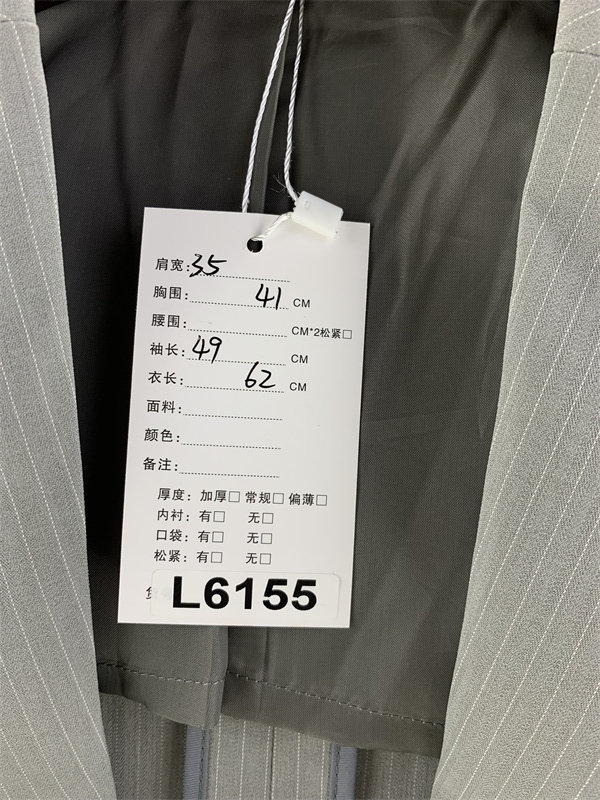 肩宽: 35
胸围: 41 CM
腰围: CM*2松紧□
袖长: 49 CM
衣长: 62 CM
面料:
颜色:
备注:
厚度: 加厚□ 常规□ 偏薄□
内衬: 有□ 无□
口袋: 有□ 无□
松紧: 有□ 无□
L6155